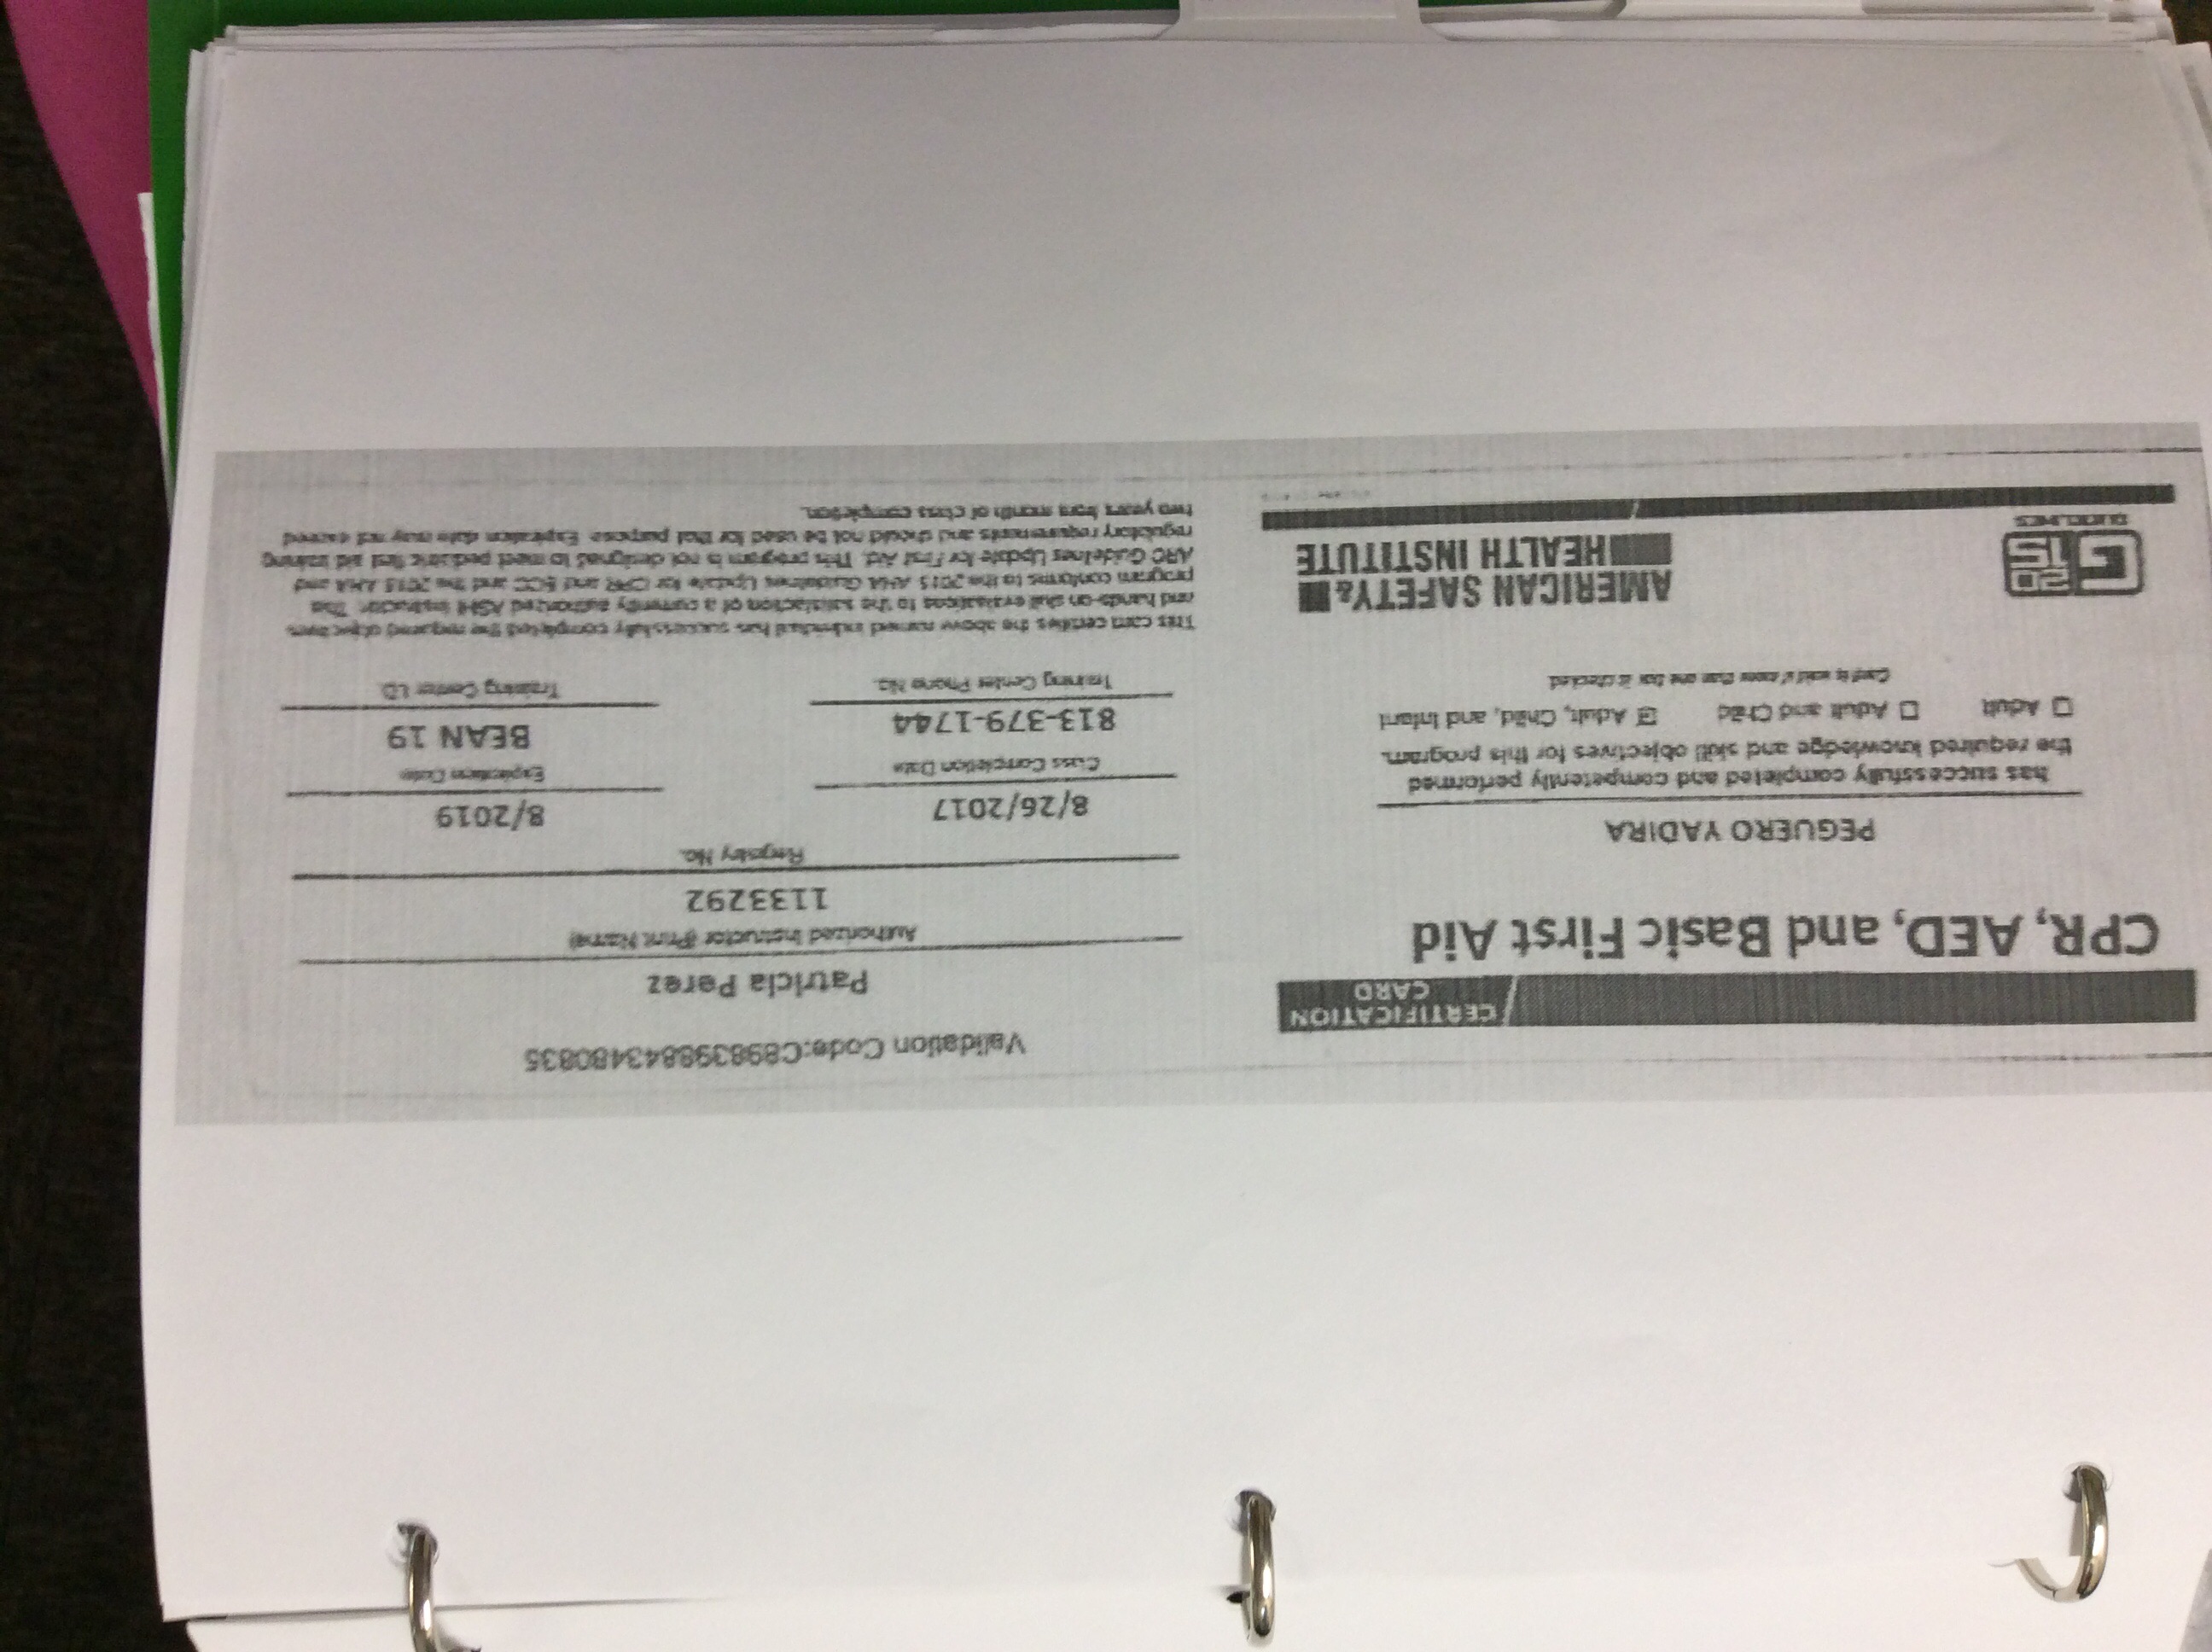 CERTIFICATION
CARD
CPR, AED, and Basic First Aid
PEGUERO YADIRA
has successfully completed and competently performed
the required knowledge and skill objectives for this program.
Adult
Adult and Child
Adult, Child, and Infant
Card is void if more than one box is checked.
G 2015
GUIDELINES
AMERICAN SAFETY &
HEALTH INSTITUTE
Validation Code:C898398843480835
Patricia Perez
Authorized Instructor (Print Name)
1133292
Registry No.
8/26/2017
8/2019
Class Completion Date
Expiration Date
813-379-1744
BEAN 19
Training Center Phone No.
Training Center I.D.
This card certifies the above named individual has successfully completed the required objectives
and hands-on skill evaluations to the satisfaction of a currently authorized ASHI Instructor. The
program conforms to the 2015 AHA Guidelines Update for CPR and ECC and the 2015 AHA and
ARC Guidelines Update for First Aid. This program is not designed to meet pediatric first aid training
regulatory requirements and should not be used for that purpose. Expiration date may not exceed
two years from month of class completion.